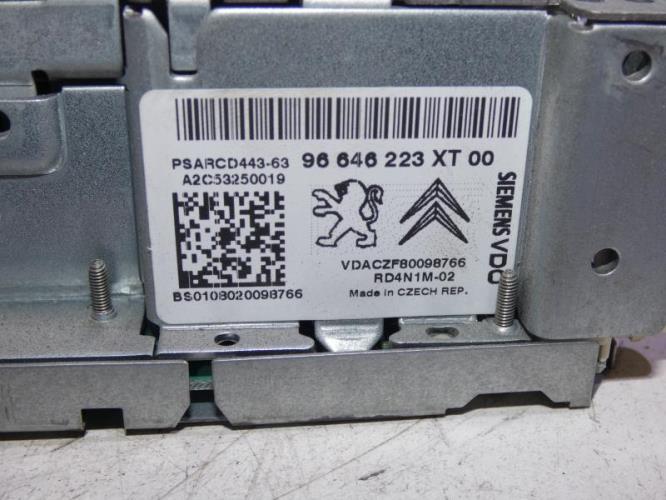 PSARCD443-63 96 646 223 XT 00
A2C53250019
SIEMENS VDO
VDACZF80098766
RD4N1M-02
BS0108020098766 Made in CZECH REP.